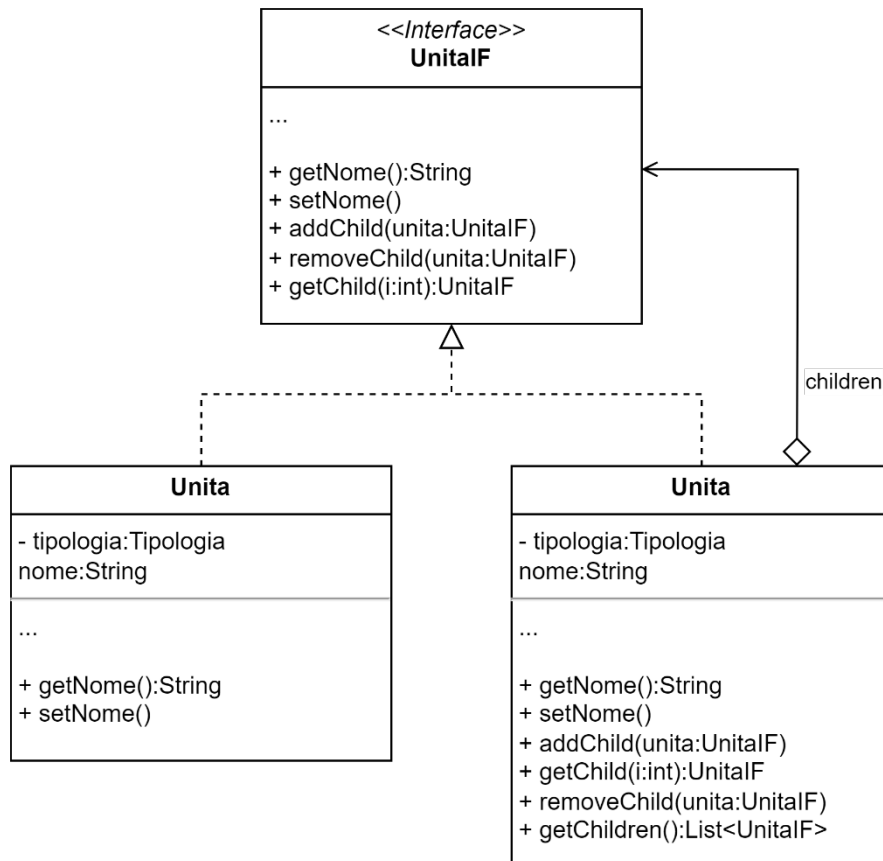 <<Interface>>
UnitaIF
...
+ getNome():String
+ setNome()
+ addChild(unita:UnitaIF)
+ removeChild(unita:UnitaIF)
+ getChild(i:int):UnitaIF
children
Unita
- tipologia:Tipologia
nome:String
...
+ getNome():String
+ setNome()
Unita
- tipologia:Tipologia
nome:String
...
+ getNome():String
+ setNome()
+ addChild(unita:UnitaIF)
+ getChild(i:int):UnitaIF
+ removeChild(unita:UnitaIF)
+ getChildren():List<UnitaIF>